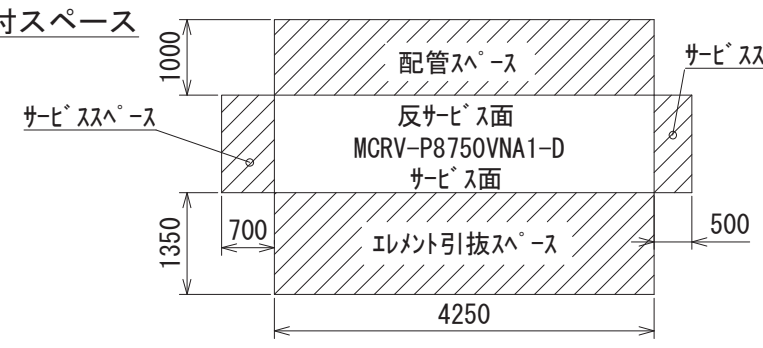 付スペース
1000
配管スペース
サービスス
サービススペース
反サービス面
MCRV-P8750VNA1-D
サービス面
1350
700
エレメント引抜スペース
500
4250